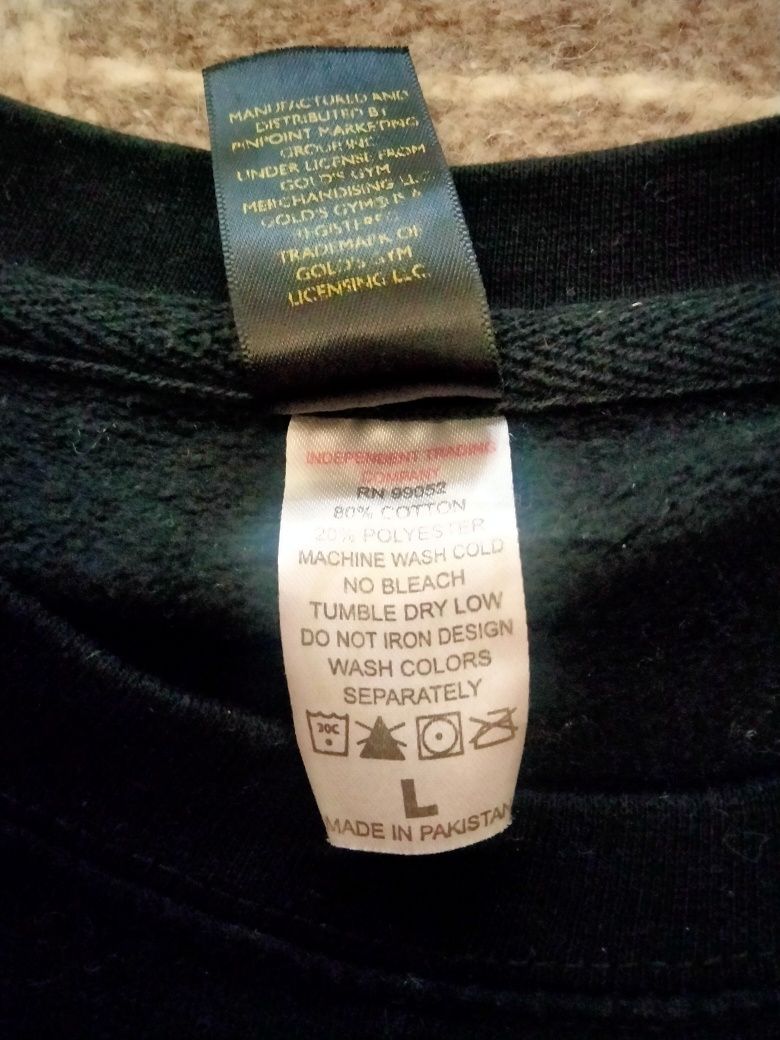 MANUFACTURED AND
DISTRIBUTED BY
PINPOINT MARKETING
GROUP INC.
UNDER LICENSE FROM
GOLD'S GYM
MERCHANDISING LLC
GOLD'S GYM® IS A
REGISTERED
TRADEMARK OF
GOLD'S GYM
LICENSING LLC.
INDEPENDENT TRADING
COMPANY
RN 99052
80% COTTON
20% POLYESTER
MACHINE WASH COLD
NO BLEACH
TUMBLE DRY LOW
DO NOT IRON DESIGN
WASH COLORS
SEPARATELY
30C
L
MADE IN PAKISTAN